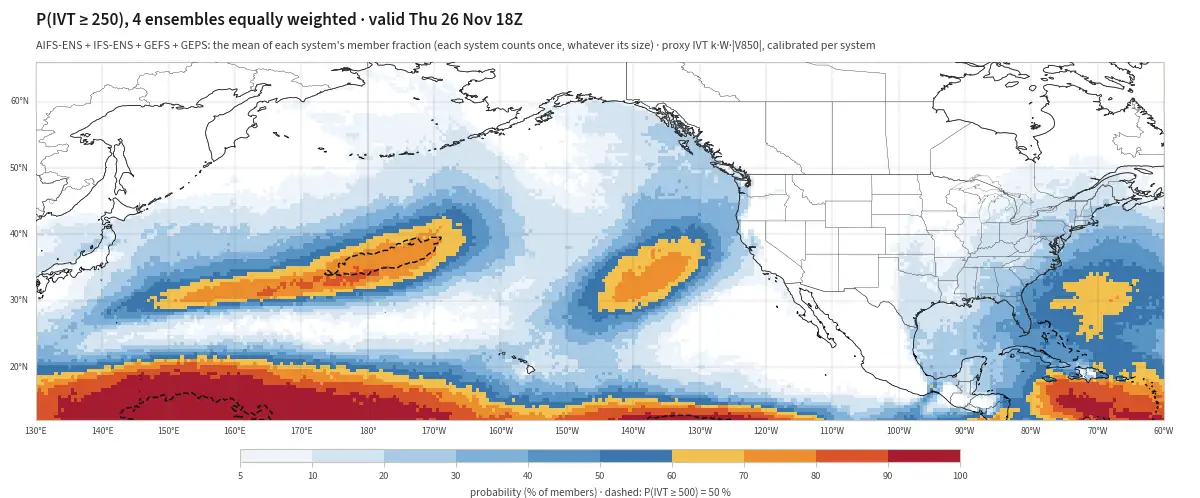 P(IVT ≥ 250), 4 ensembles equally weighted · valid Thu 26 Nov 18Z
AIFS-ENS + IFS-ENS + GEFS + GEPS: the mean of each system's member fraction (each system counts once, whatever its size) · proxy IVT k·W·|V850|, calibrated per system
60°N
50°N
40°N
30°N
20°N
130°E 140°E 150°E 160°E 170°E 180° 170°W 160°W 150°W 140°W 130°W 120°W 110°W 100°W 90°W 80°W 70°W 60°W
5 10 20 30 40 50 60 70 80 90 100
probability (% of members) · dashed: P(IVT ≥ 500) = 50 %